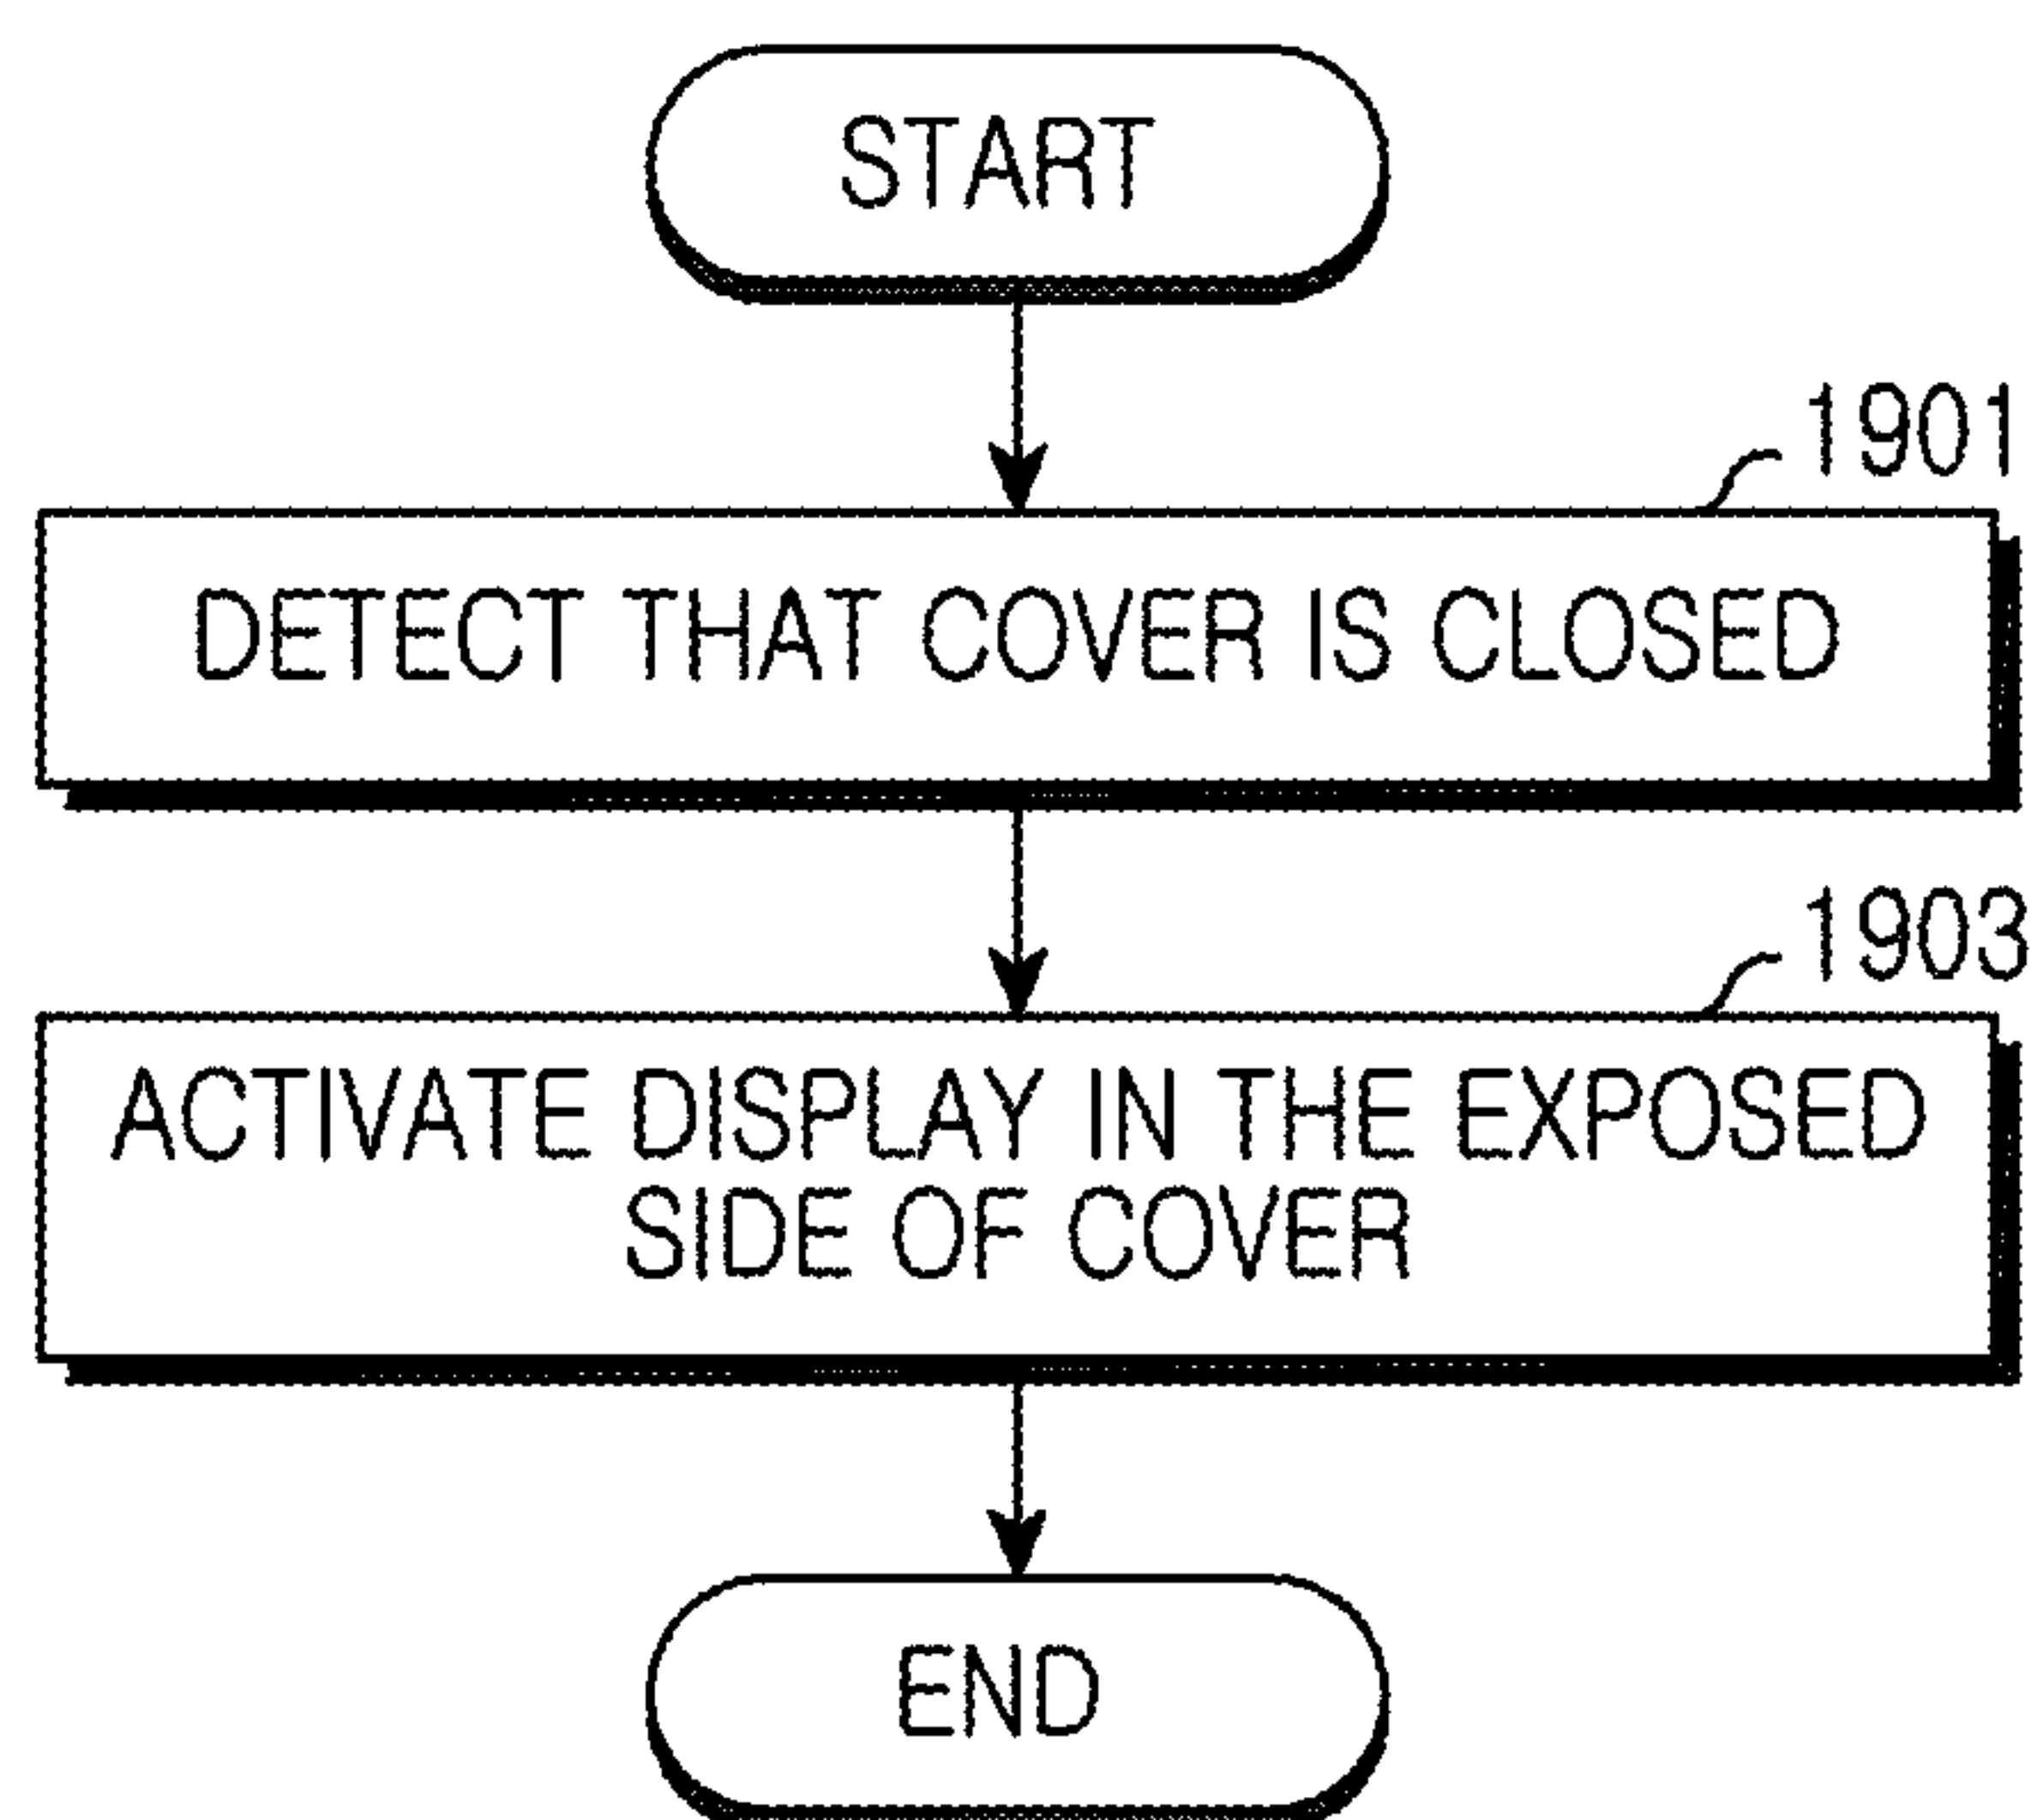 START
1901
DETECT THAT COVER IS CLOSED
1903
ACTIVATE DISPLAY IN THE EXPOSED
SIDE OF COVER
END